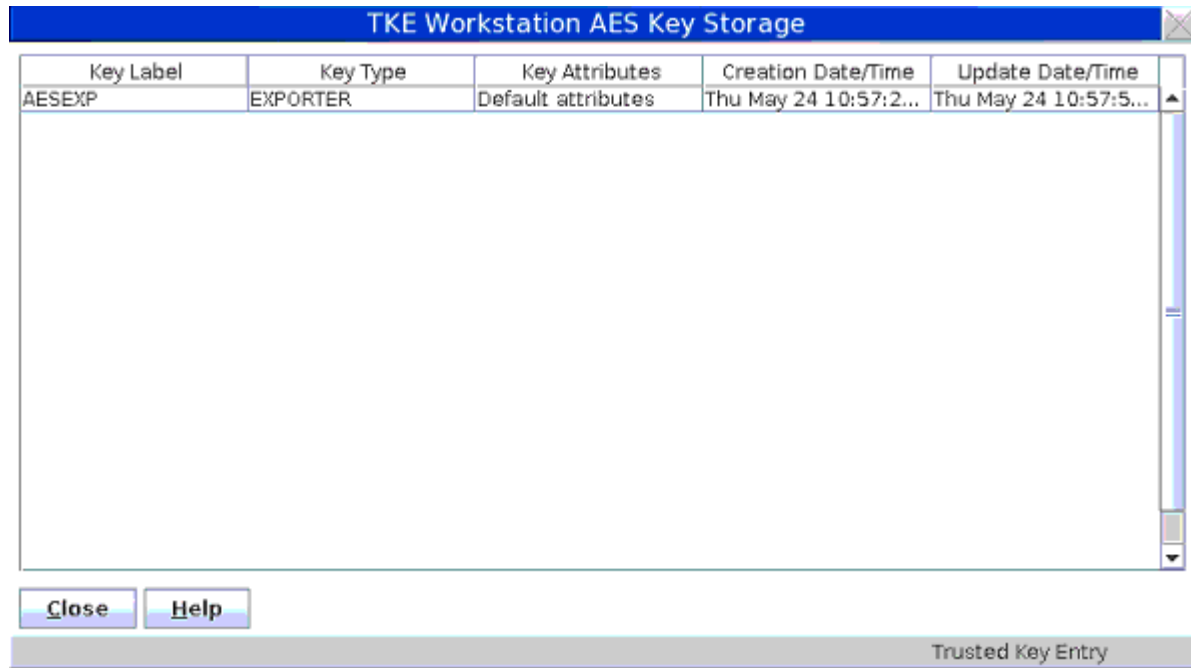 TKE Workstation AES Key Storage
Key Label Key Type Key Attributes Creation Date/Time Update Date/Time
AESEXP EXPORTER Default attributes Thu May 24 10:57:2... Thu May 24 10:57:5...
Close Help
Trusted Key Entry